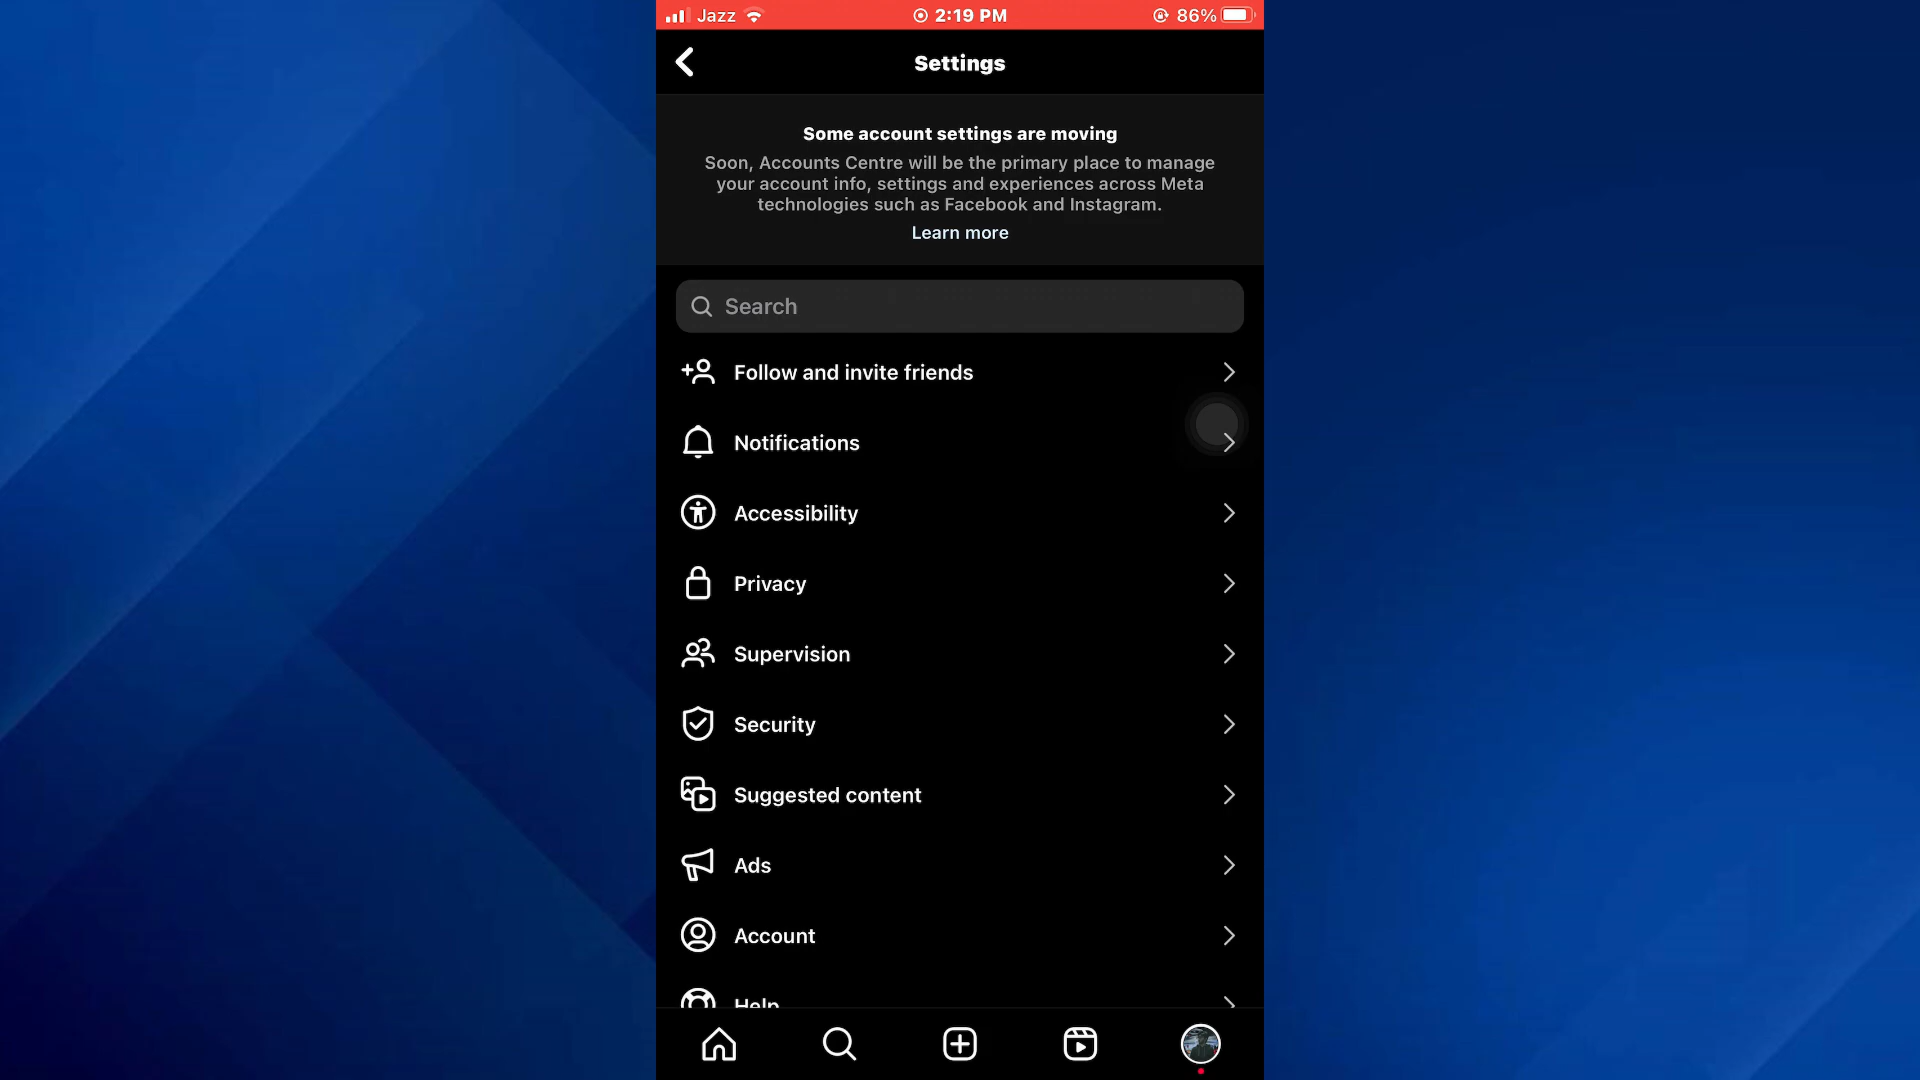 Jazz 2:19 PM 86%
Settings
Some account settings are moving
Soon, Accounts Centre will be the primary place to manage
your account info, settings and experiences across Meta
technologies such as Facebook and Instagram.
Learn more
Search
Follow and invite friends
Notifications
Accessibility
Privacy
Supervision
Security
Suggested content
Ads
Account
Help